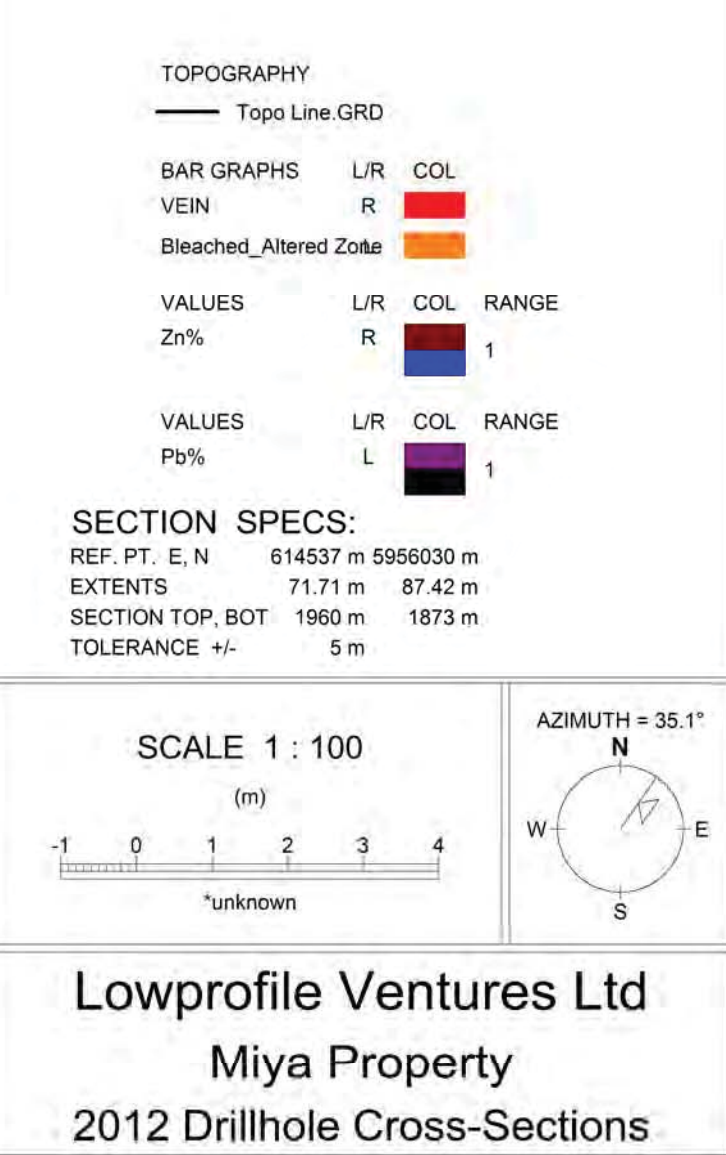 TOPOGRAPHY
Topo Line.GRD
BAR GRAPHS L/R COL
VEIN R
Bleached_Altered Zone L
VALUES L/R COL RANGE
Zn% R 1
VALUES L/R COL RANGE
Pb% L 1
SECTION SPECS:
REF. PT. E, N 614537 m 5956030 m
EXTENTS 71.71 m 87.42 m
SECTION TOP, BOT 1960 m 1873 m
TOLERANCE +/- 5 m
SCALE 1 : 100
(m)
-1 0 1 2 3 4
*unknown
AZIMUTH = 35.1°
N
W E
S
Lowprofile Ventures Ltd
Miya Property
2012 Drillhole Cross-Sections